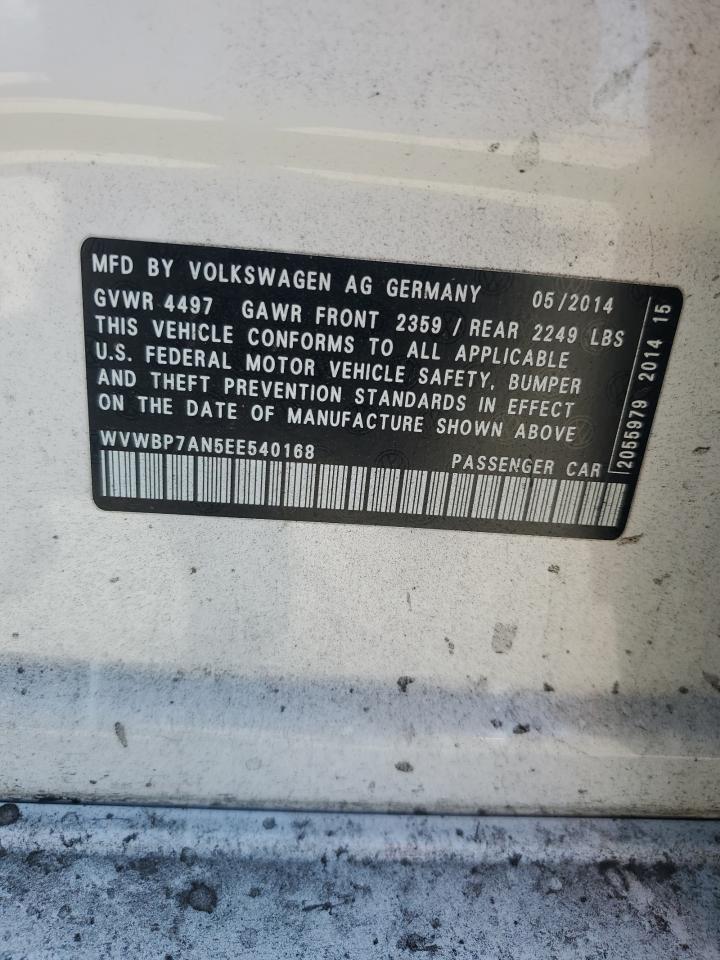 MFD BY VOLKSWAGEN AG GERMANY 05/2014
GVWR 4497 GAWR FRONT 2359 / REAR 2249 LBS
THIS VEHICLE CONFORMS TO ALL APPLICABLE
U.S. FEDERAL MOTOR VEHICLE SAFETY, BUMPER
AND THEFT PREVENTION STANDARDS IN EFFECT
ON THE DATE OF MANUFACTURE SHOWN ABOVE
WVWBP7AN5EE540168 PASSENGER CAR
2055979 2014 15